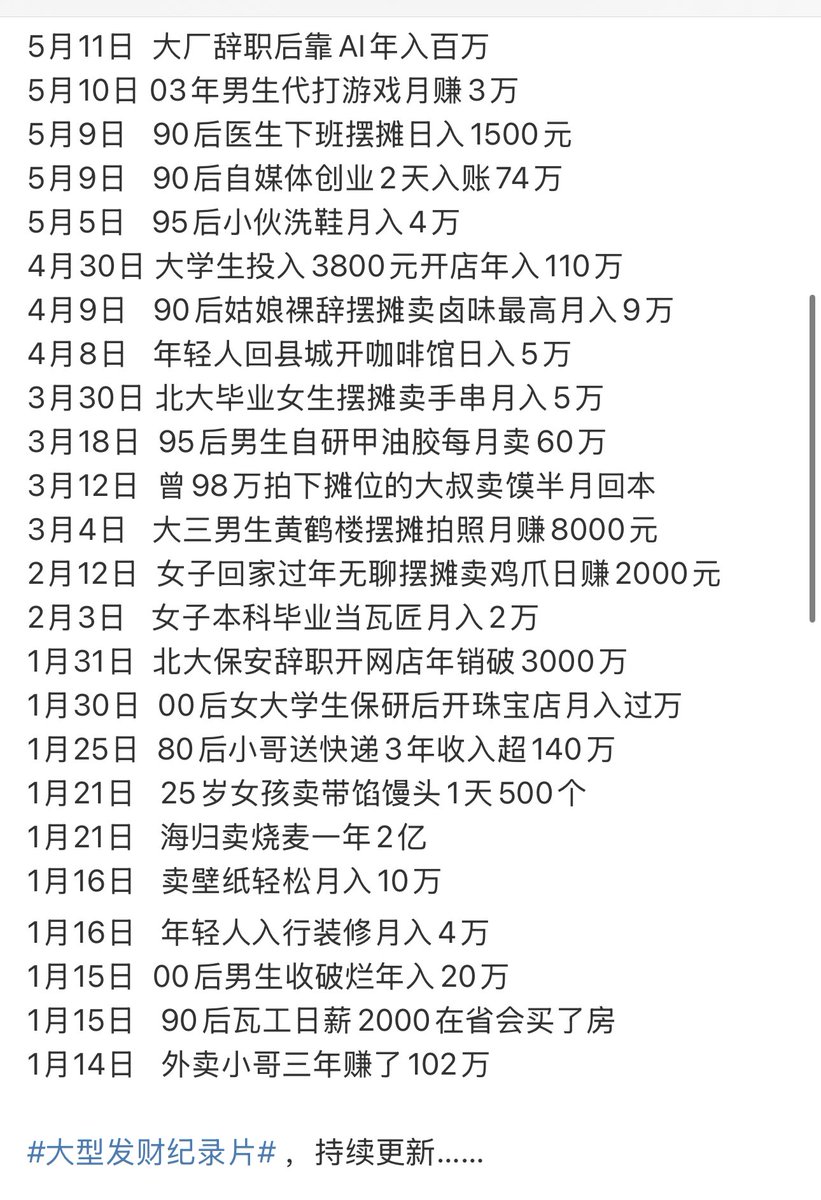 5月11日 大厂辞职后靠AI年入百万
5月10日 03年男生代打游戏月赚3万
5月9日 90后医生下班摆摊日入1500元
5月9日 90后自媒体创业2天入账74万
5月5日 95后小伙洗鞋月入4万
4月30日 大学生投入3800元开店年入110万
4月9日 90后姑娘裸辞摆摊卖卤味最高月入9万
4月8日 年轻人回县城开咖啡馆日入5万
3月30日 北大毕业女生摆摊卖手串月入5万
3月18日 95后男生自研甲油胶每月卖60万
3月12日 曾98万拍下摊位的大叔卖馍半月回本
3月4日 大三男生黄鹤楼摆摊拍照月赚8000元
2月12日 女子回家过年无聊摆摊卖鸡爪日赚2000元
2月3日 女子本科毕业当瓦匠月入2万
1月31日 北大保安辞职开网店年销破3000万
1月30日 00后女大学生保研后开珠宝店月入过万
1月25日 80后小哥送快递3年收入超140万
1月21日 25岁女孩卖带馅馒头1天500个
1月21日 海归卖烧麦一年2亿
1月16日 卖壁纸轻松月入10万
1月16日 年轻人入行装修月入4万
1月15日 00后男生收破烂年入20万
1月15日 90后瓦工日薪2000在省会买了房
1月14日 外卖小哥三年赚了102万
#大型发财纪录片# ，持续更新......